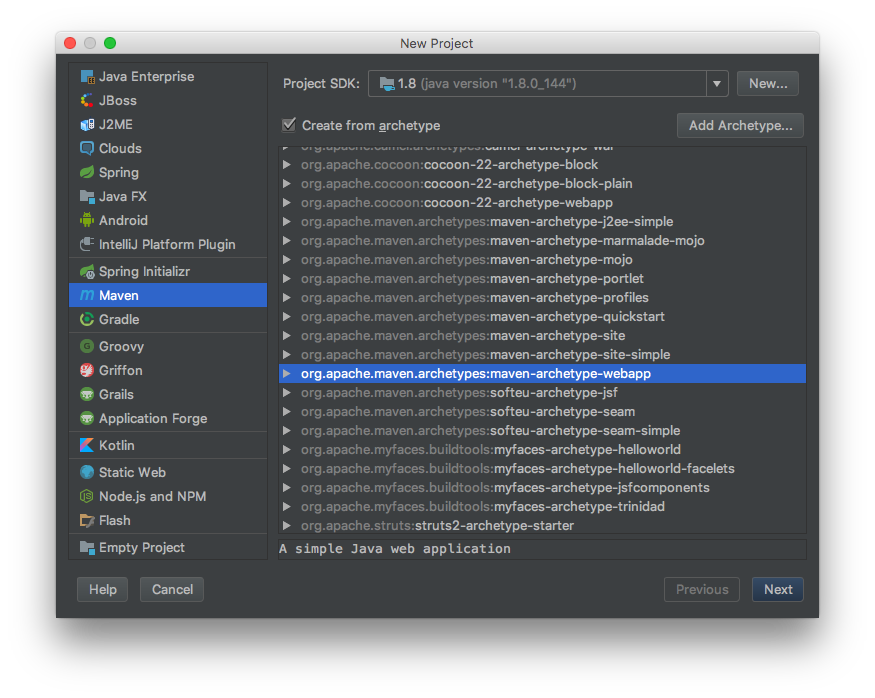 New Project
Java Enterprise
JBoss
J2ME
Clouds
Spring
Java FX
Android
IntelliJ Platform Plugin
Spring Initializr
Maven
Gradle
Groovy
Griffon
Grails
Application Forge
Kotlin
Static Web
Node.js and NPM
Flash
Empty Project
Project SDK: 1.8 (java version "1.8.0_144") New...
Create from archetype Add Archetype...
org.apache.cocoon:cocoon-22-archetype-block
org.apache.cocoon:cocoon-22-archetype-block-plain
org.apache.cocoon:cocoon-22-archetype-webapp
org.apache.maven.archetypes:maven-archetype-j2ee-simple
org.apache.maven.archetypes:maven-archetype-marmalade-mojo
org.apache.maven.archetypes:maven-archetype-mojo
org.apache.maven.archetypes:maven-archetype-portlet
org.apache.maven.archetypes:maven-archetype-profiles
org.apache.maven.archetypes:maven-archetype-quickstart
org.apache.maven.archetypes:maven-archetype-site
org.apache.maven.archetypes:maven-archetype-site-simple
org.apache.maven.archetypes:maven-archetype-webapp
org.apache.maven.archetypes:softeu-archetype-jsf
org.apache.maven.archetypes:softeu-archetype-seam
org.apache.maven.archetypes:softeu-archetype-seam-simple
org.apache.myfaces.buildtools:myfaces-archetype-helloworld
org.apache.myfaces.buildtools:myfaces-archetype-helloworld-facelets
org.apache.myfaces.buildtools:myfaces-archetype-jsfcomponents
org.apache.myfaces.buildtools:myfaces-archetype-trinidad
org.apache.struts:struts2-archetype-starter
A simple Java web application
Help Cancel Previous Next